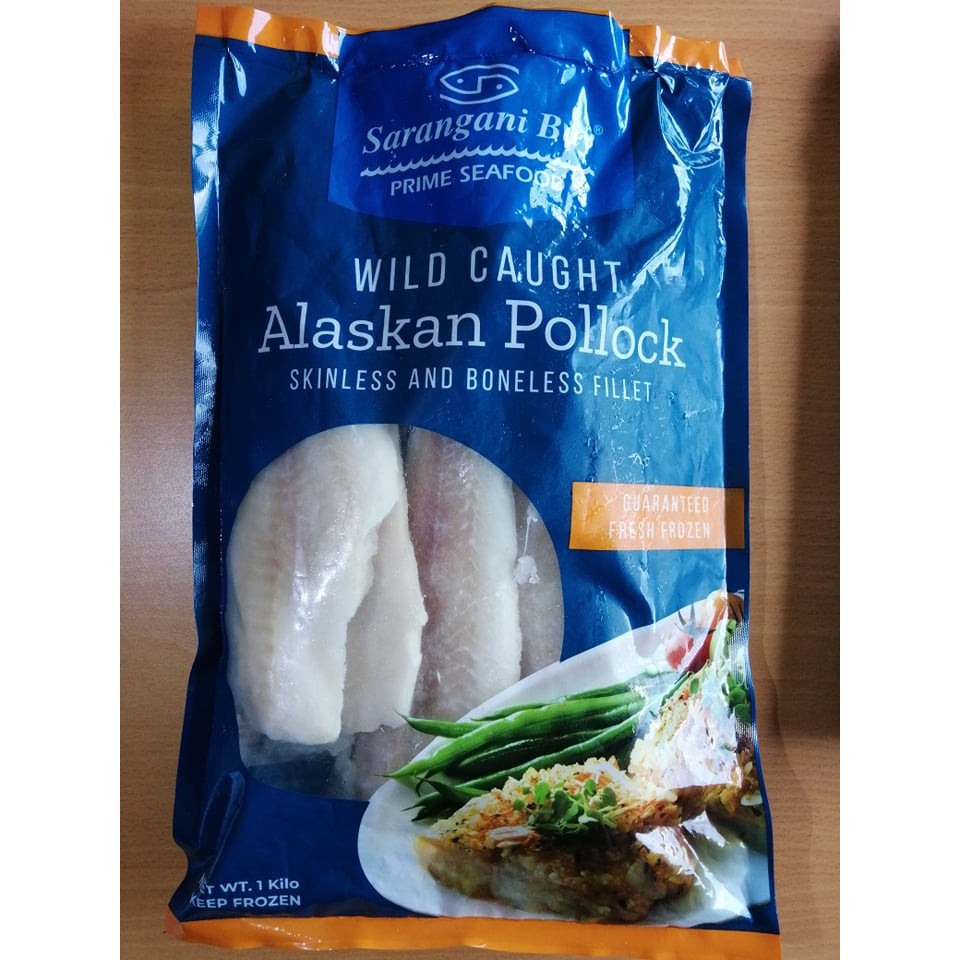 Sarangani B
®
PRIME SEAFOOD
WILD CAUGHT
Alaskan Pollock
SKINLESS AND BONELESS FILLET
GUARANTEED
FRESH FROZEN
WT. 1 Kilo
KEEP FROZEN